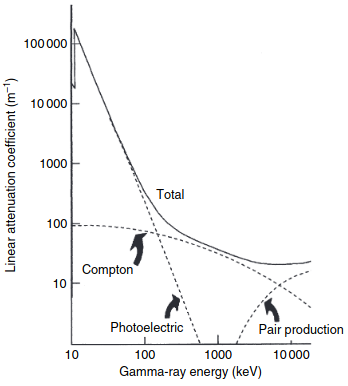 Linear attenuation coefficient (m⁻¹)
100 000
10 000
1000
100
10
Total
Compton
Photoelectric
Pair production
10
100
1000
10 000
Gamma-ray energy (keV)